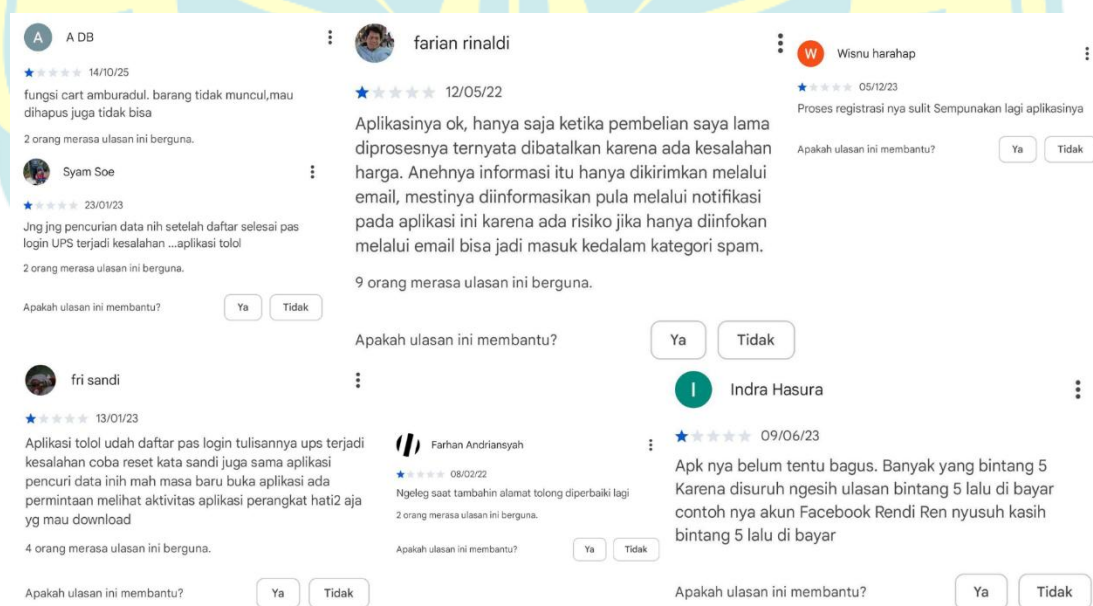 A
A DB
14/10/25
fungsi cart amburadul. barang tidak muncul,mau
dihapus juga tidak bisa
2 orang merasa ulasan ini berguna.
Syam Soe
23/01/23
Jng jng pencurian data nih setelah daftar selesai pas
login UPS terjadi kesalahan ...aplikasi tolol
2 orang merasa ulasan ini berguna.
Apakah ulasan ini membantu?
Ya
Tidak
farian rinaldi
12/05/22
Aplikasinya ok, hanya saja ketika pembelian saya lama
diprosesnya ternyata dibatalkan karena ada kesalahan
harga. Anehnya informasi itu hanya dikirimkan melalui
email, mestinya diinformasikan pula melalui notifikasi
pada aplikasi ini karena ada risiko jika hanya diinfokan
melalui email bisa jadi masuk kedalam kategori spam.
9 orang merasa ulasan ini berguna.
Apakah ulasan ini membantu?
Ya
Tidak
W
Wisnu harahap
05/12/23
Proses registrasi nya sulit Sempunakan lagi aplikasinya
Apakah ulasan ini membantu?
Ya
Tidak
fri sandi
13/01/23
Aplikasi tolol udah daftar pas login tulisannya ups terjadi
kesalahan coba reset kata sandi juga sama aplikasi
pencuri data inih mah masa baru buka aplikasi ada
permintaan melihat aktivitas aplikasi perangkat hati2 aja
yg mau download
4 orang merasa ulasan ini berguna.
Apakah ulasan ini membantu?
Ya
Tidak
Farhan Andriansyah
08/02/22
Ngeleg saat tambahin alamat tolong diperbaiki lagi
2 orang merasa ulasan ini berguna.
Apakah ulasan ini membantu?
Ya
Tidak
I
Indra Hasura
09/06/23
Apk nya belum tentu bagus. Banyak yang bintang 5
Karena disuruh ngesih ulasan bintang 5 lalu di bayar
contoh nya akun Facebook Rendi Ren nyusuh kasih
bintang 5 lalu di bayar
Apakah ulasan ini membantu?
Ya
Tidak